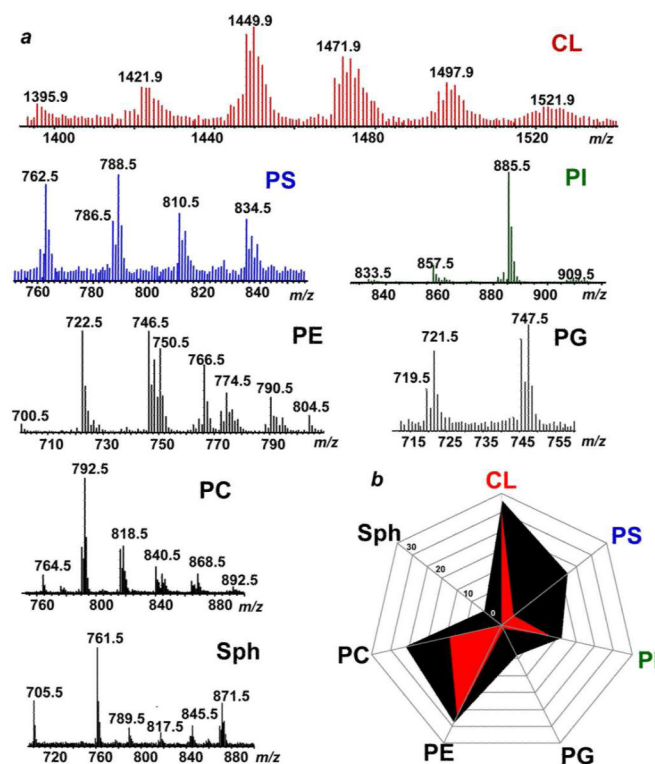 a
CL
1395.9 1421.9 1449.9 1471.9 1497.9 1521.9
1400 1440 1480 1520 m/z
PS
762.5 786.5 788.5 810.5 834.5
760 780 800 820 840 m/z
PI
833.5 857.5 885.5 909.5
840 860 880 900 m/z
PE
700.5 722.5 746.5 750.5 766.5 774.5 790.5 804.5
710 730 750 770 790 m/z
PG
719.5 721.5 747.5
715 725 735 745 755 m/z
PC
764.5 792.5 818.5 840.5 868.5 892.5
760 800 840 880 m/z
Sph
705.5 761.5 789.5 817.5 845.5 871.5
720 760 800 840 880 m/z
b
CL
Sph
PS
30
20
10
0
PC
PE
PG